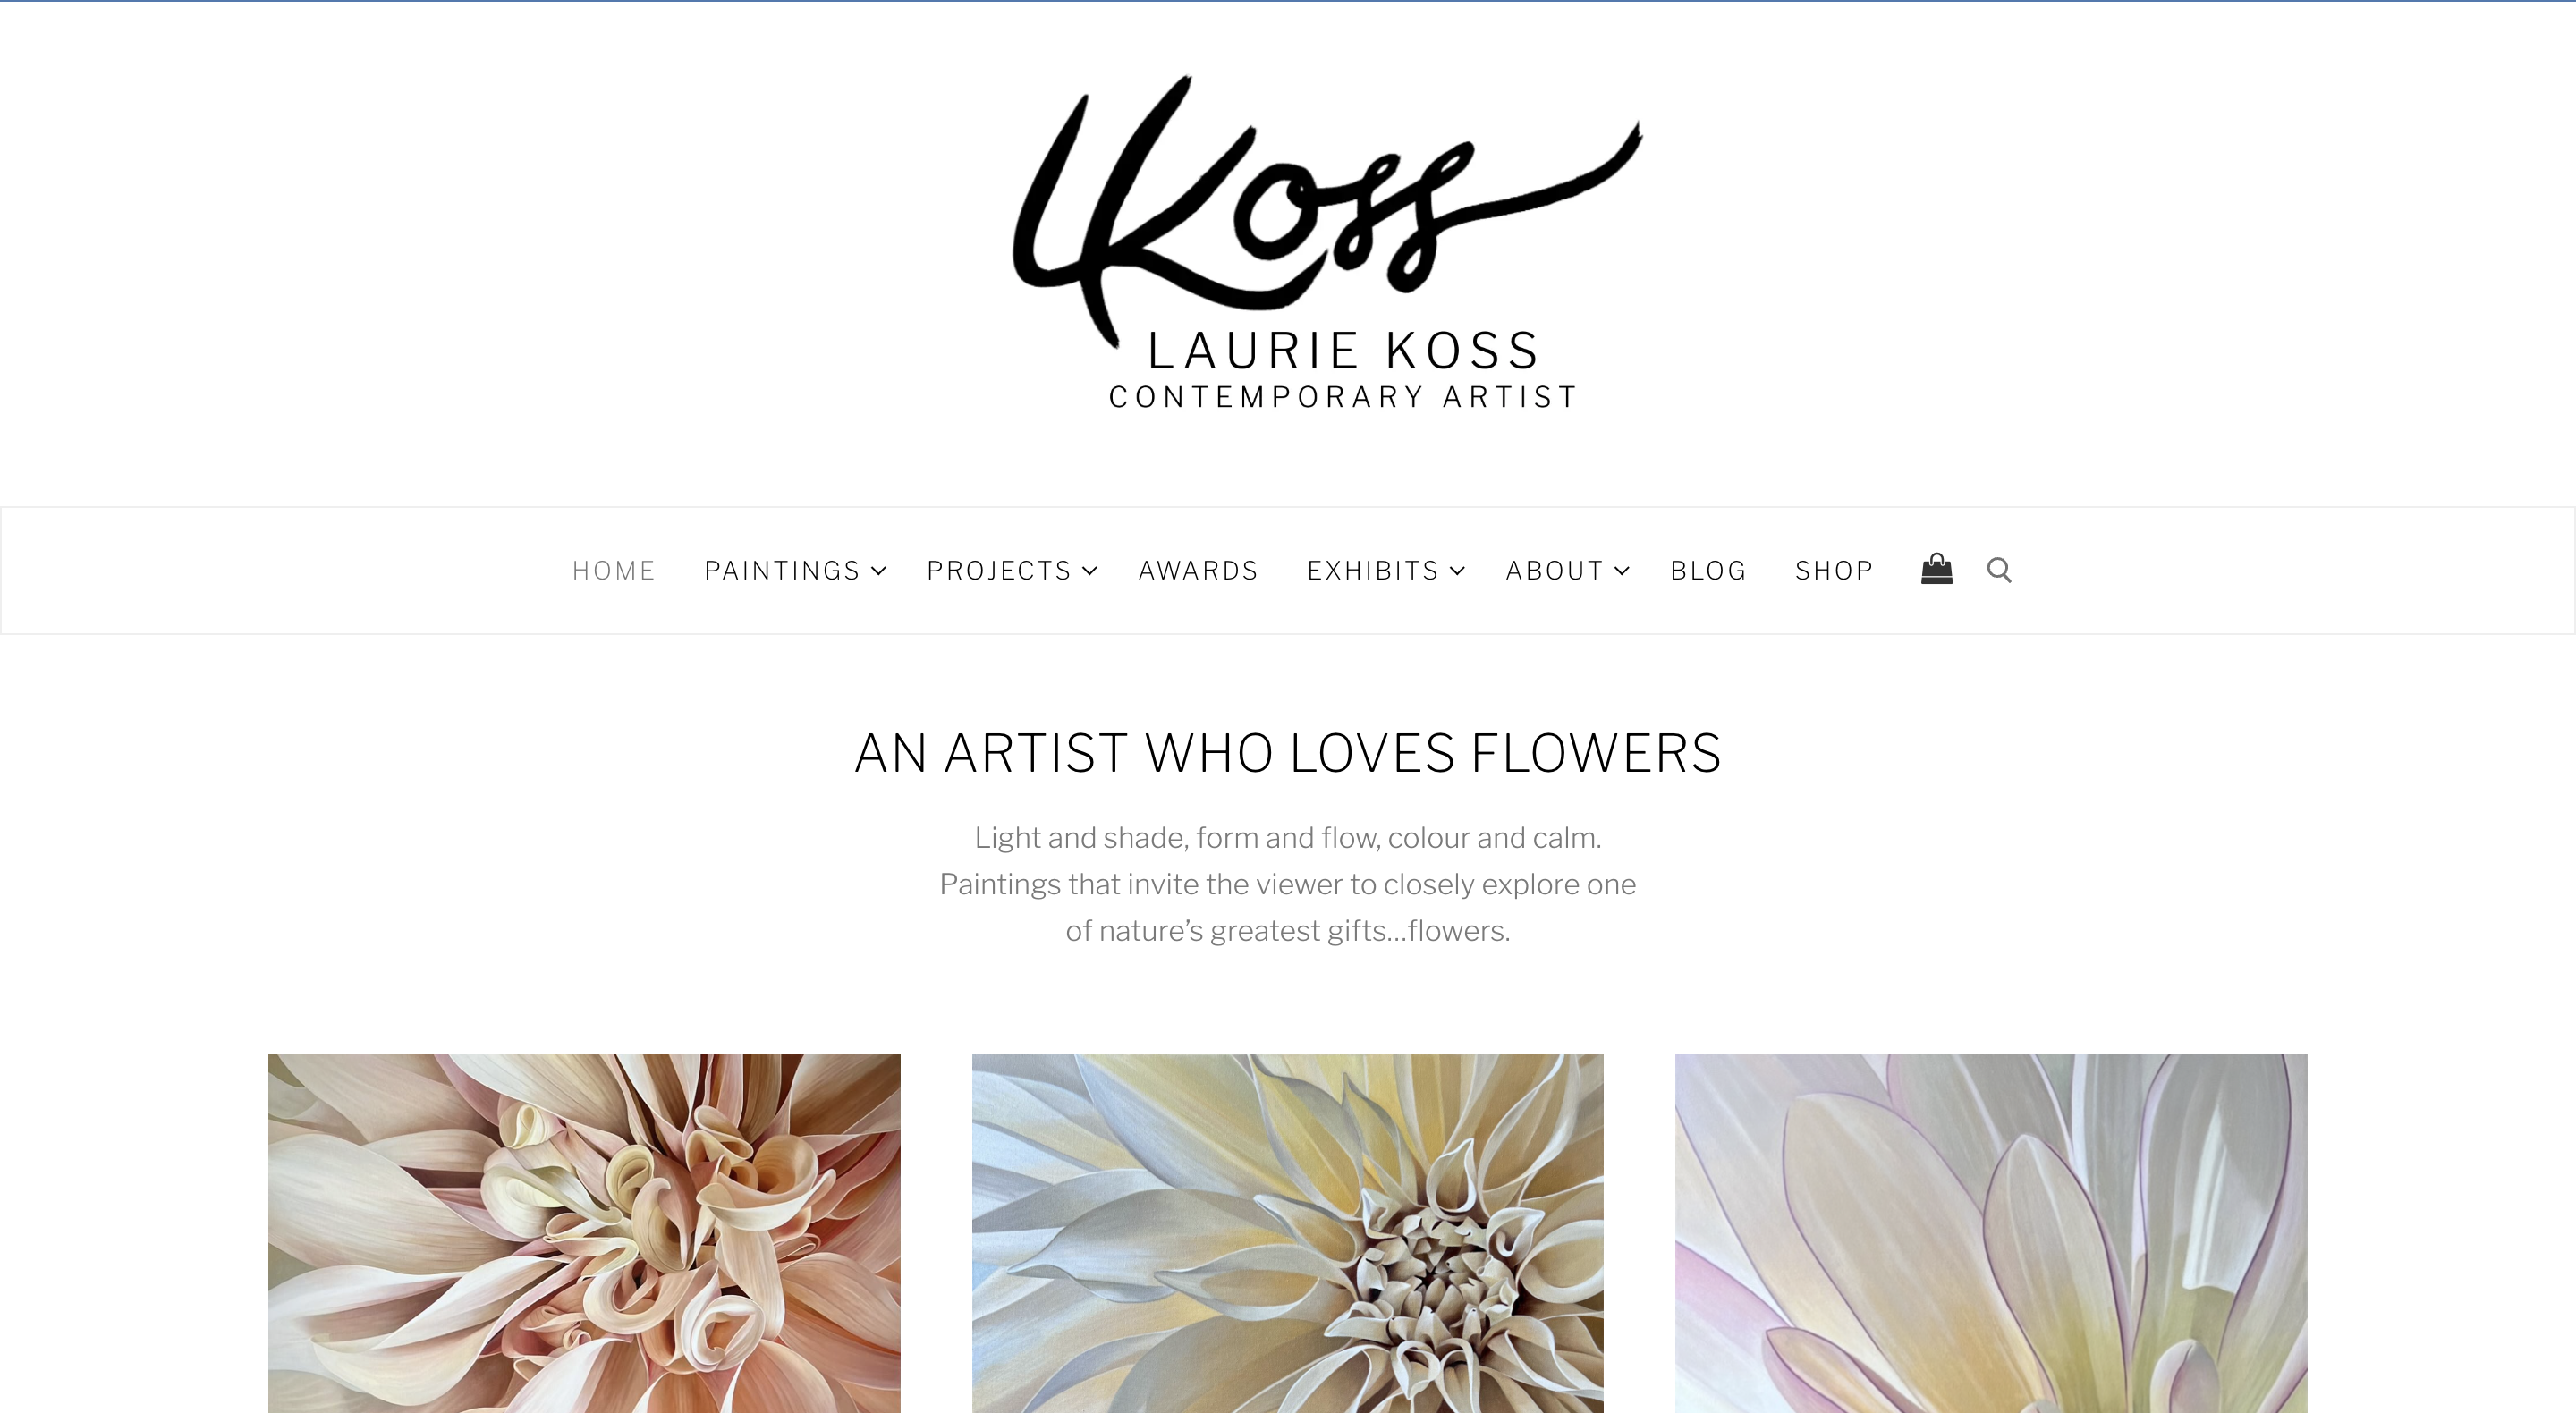 LKoss
LAURIE KOSS
CONTEMPORARY ARTIST
HOME PAINTINGS PROJECTS AWARDS EXHIBITS ABOUT BLOG SHOP
AN ARTIST WHO LOVES FLOWERS
Light and shade, form and flow, colour and calm.
Paintings that invite the viewer to closely explore one
of nature’s greatest gifts...flowers.